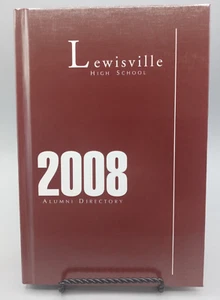 Lewisville
HIGH SCHOOL
2008
ALUMNI DIRECTORY